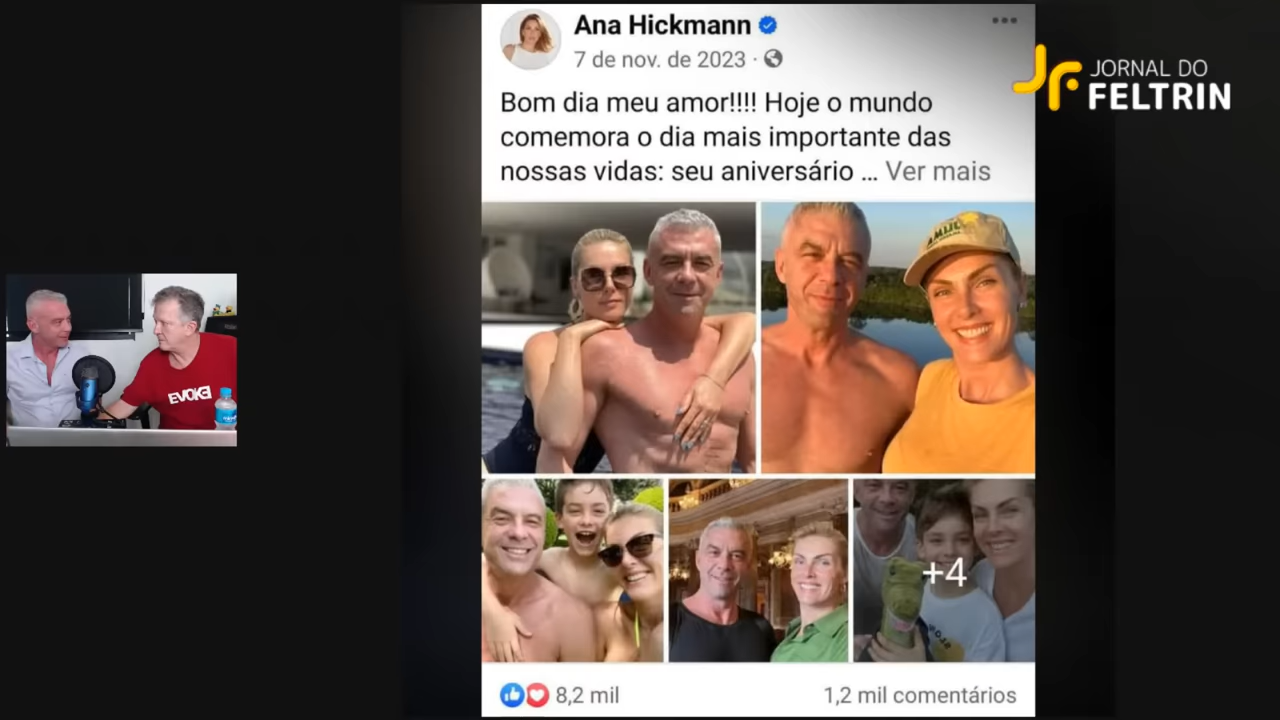 Ana Hickmann
7 de nov. de 2023 ·
Bom dia meu amor!!!! Hoje o mundo
comemora o dia mais importante das
nossas vidas: seu aniversário ... Ver mais
JORNAL DO
FELTRIN
EVOKE
+4
8,2 mil
1,2 mil comentários